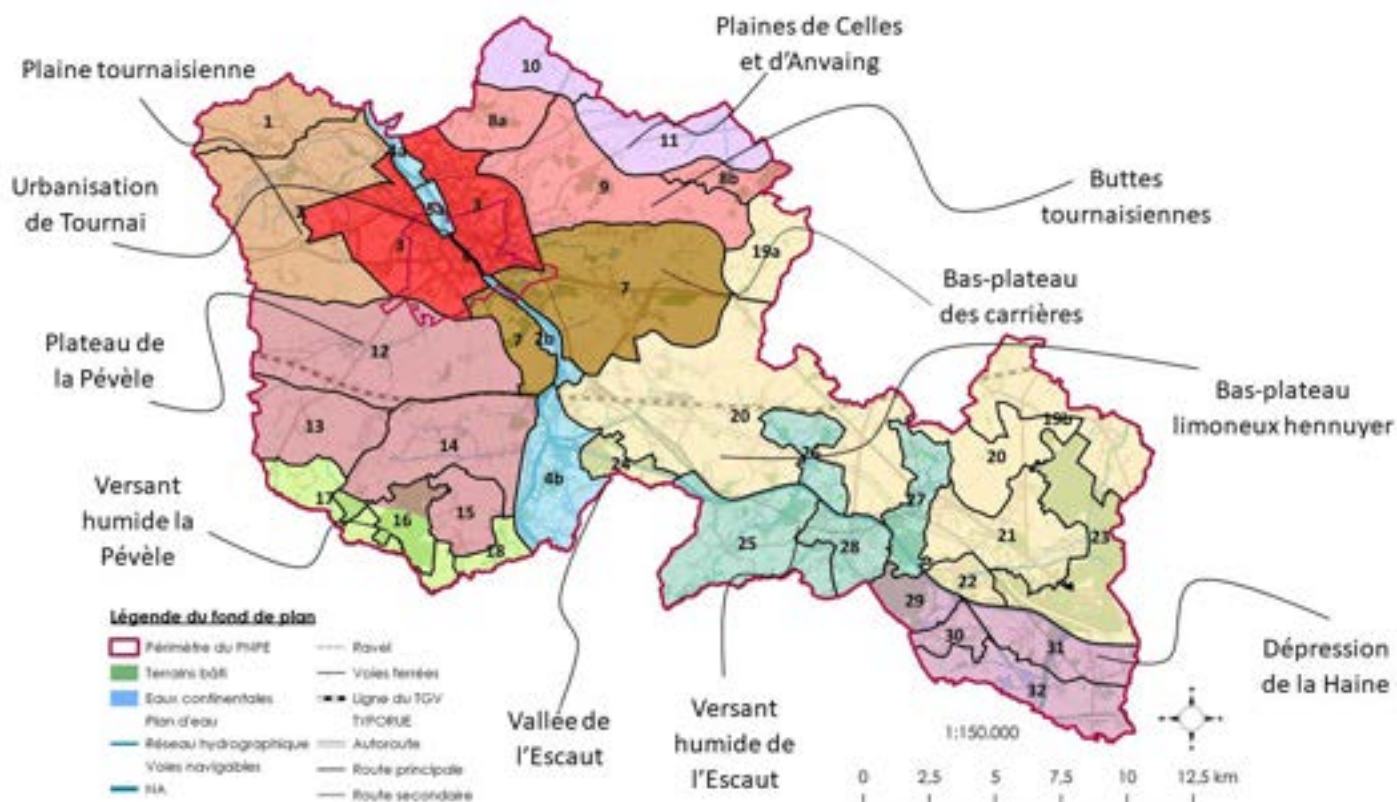 Plaines de Celles
et d'Anvaing
Plaine tournaisienne
Urbanisation
de Tournai
Buttes
tournaisiennes
Bas-plateau
des carrières
Plateau de
la Pévèle
Bas-plateau
limoneux hennuyer
Versant
humide la
Pévèle
Dépression
de la Haine
Vallée de
l'Escaut
Versant
humide de
l'Escaut
10
1
8a
11
8b
9
3
3
19a
7
7
2b
12
13
14
20
19b
20
24
4b
26
27
17
16
15
18
25
28
21
23
22
29
30
31
32
Légende du fond de plan
Périmètre du PNPE
Terrains bâti
Eaux continentales
Plan d'eau
Réseau hydrographique
Voies navigables
NA
Ravel
Voies ferrées
Ligne du TGV
TYPORUE
Autoroute
Route principale
Route secondaire
1:150.000
0 2,5 5 7,5 10 12,5 km